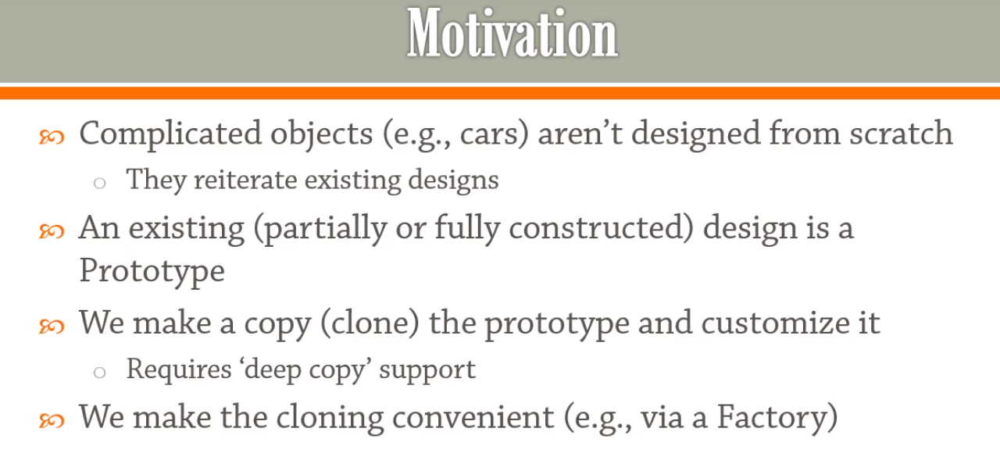 Motivation
Complicated objects (e.g., cars) aren’t designed from scratch
They reiterate existing designs
An existing (partially or fully constructed) design is a
Prototype
We make a copy (clone) the prototype and customize it
Requires ‘deep copy’ support
We make the cloning convenient (e.g., via a Factory)